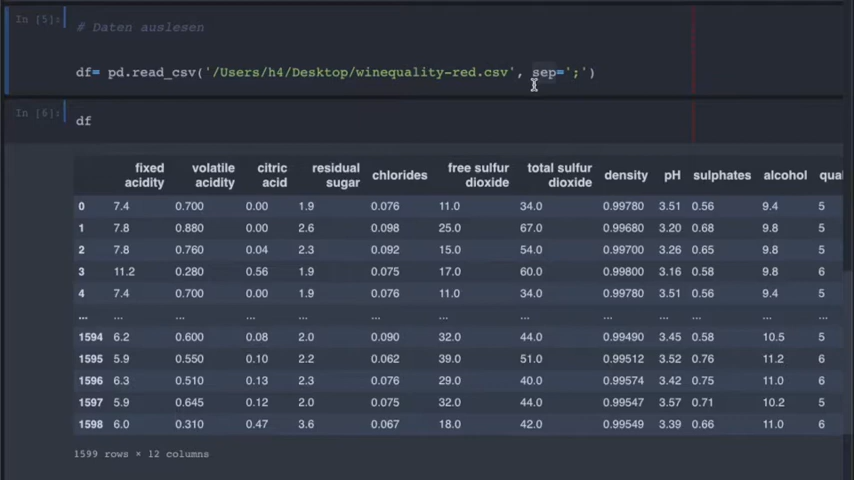 In [5]:
# Daten auslesen
df= pd.read_csv('/Users/h4/Desktop/winequality-red.csv', sep=';')
In [6]:
df
fixed acidity volatile acidity citric acid residual sugar chlorides free sulfur dioxide total sulfur dioxide density pH sulphates alcohol qual
0 7.4 0.700 0.00 1.9 0.076 11.0 34.0 0.99780 3.51 0.56 9.4 5
1 7.8 0.880 0.00 2.6 0.098 25.0 67.0 0.99680 3.20 0.68 9.8 5
2 7.8 0.760 0.04 2.3 0.092 15.0 54.0 0.99700 3.26 0.65 9.8 5
3 11.2 0.280 0.56 1.9 0.075 17.0 60.0 0.99800 3.16 0.58 9.8 6
4 7.4 0.700 0.00 1.9 0.076 11.0 34.0 0.99780 3.51 0.56 9.4 5
... ... ... ... ... ... ... ... ... ... ... ... ...
1594 6.2 0.600 0.08 2.0 0.090 32.0 44.0 0.99490 3.45 0.58 10.5 5
1595 5.9 0.550 0.10 2.2 0.062 39.0 51.0 0.99512 3.52 0.76 11.2 6
1596 6.3 0.510 0.13 2.3 0.076 29.0 40.0 0.99574 3.42 0.75 11.0 6
1597 5.9 0.645 0.12 2.0 0.075 32.0 44.0 0.99547 3.57 0.71 10.2 5
1598 6.0 0.310 0.47 3.6 0.067 18.0 42.0 0.99549 3.39 0.66 11.0 6
1599 rows × 12 columns